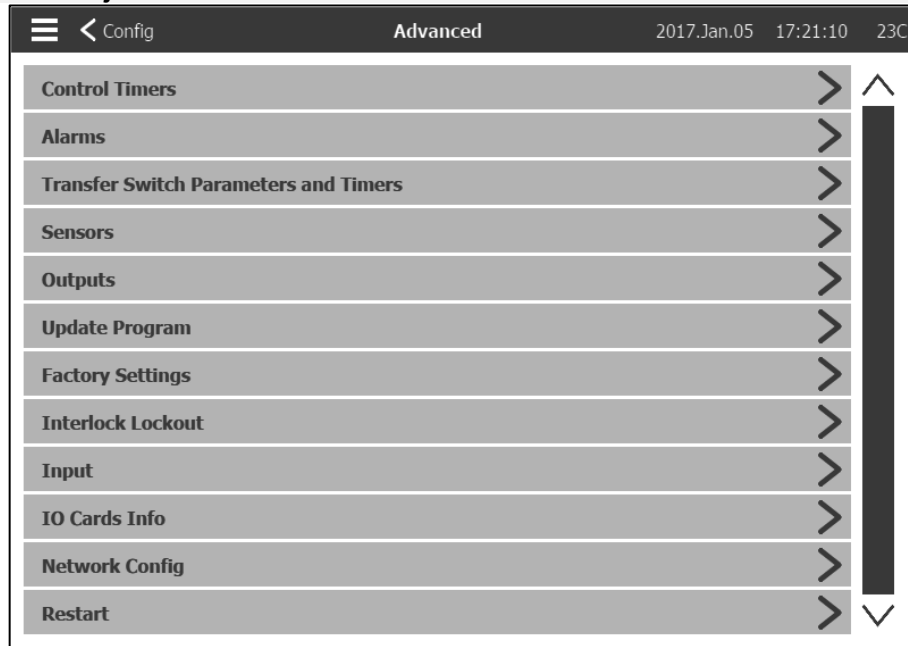 Config Advanced 2017.Jan.05 17:21:10 23C
Control Timers
Alarms
Transfer Switch Parameters and Timers
Sensors
Outputs
Update Program
Factory Settings
Interlock Lockout
Input
IO Cards Info
Network Config
Restart